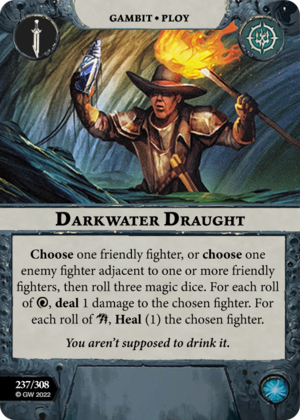 GAMBIT • PLOY
DARKWATER DRAUGHT
Choose one friendly fighter, or choose one
enemy fighter adjacent to one or more friendly
fighters, then roll three magic dice. For each roll
of , deal 1 damage to the chosen fighter. For
each roll of , Heal (1) the chosen fighter.
You aren't supposed to drink it.
237/308
© GW 2022